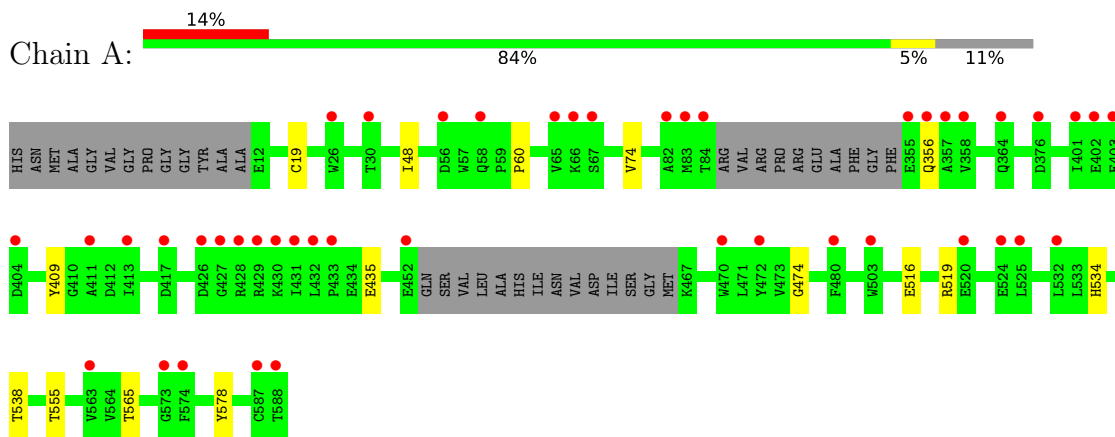 14%
Chain A:
84% 5% 11%
HIS ASN MET ALA GLY VAL GLY PRO GLY GLY TYR ALA ALA E12 C19 W26 T30 I48 D56 W57 Q58 P59 P60 V65 K66 S67 V74 A82 M83 T84 ARG VAL ARG PRO ARG GLU ALA PHE GLY PHE E355 Q356 A357 V358 Q364 D376 I401 E402 E403
D404 Y409 G410 A411 D412 I413 D417 D426 G427 R428 R429 K430 I431 L432 P433 E434 E435 E452 GLN SER VAL LEU ALA HIS ILE ASN VAL ASP ILE SER GLY MET K467 W470 L471 Y472 V473 G474 F480 W503 E516 R519 E520 E524 L525 L532 L533 H534
T538 T555 V563 V564 T565 G573 F574 Y578 C587 T588